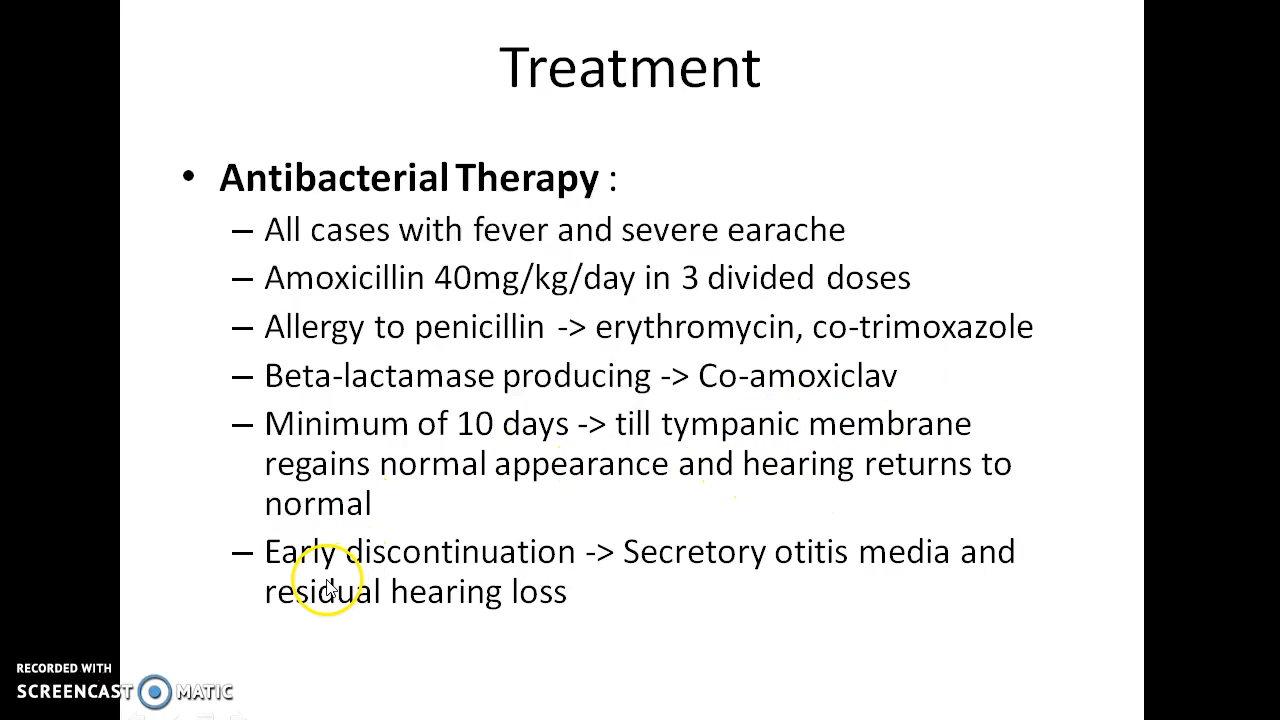 Treatment
• Antibacterial Therapy :
– All cases with fever and severe earache
– Amoxicillin 40mg/kg/day in 3 divided doses
– Allergy to penicillin -> erythromycin, co-trimoxazole
– Beta-lactamase producing -> Co-amoxiclav
– Minimum of 10 days -> till tympanic membrane
regains normal appearance and hearing returns to
normal
– Early discontinuation -> Secretory otitis media and
residual hearing loss
RECORDED WITH
SCREENCAST MATIC